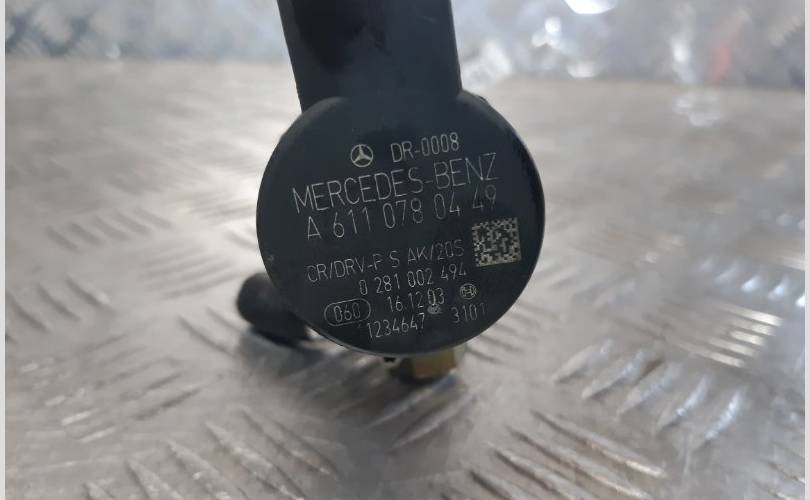 DR-0008
MERCEDES-BENZ
A 611 078 04 49
CR/DRV-P S AK/20S
0 281 002 494
060 16.12.03
1234647 3101